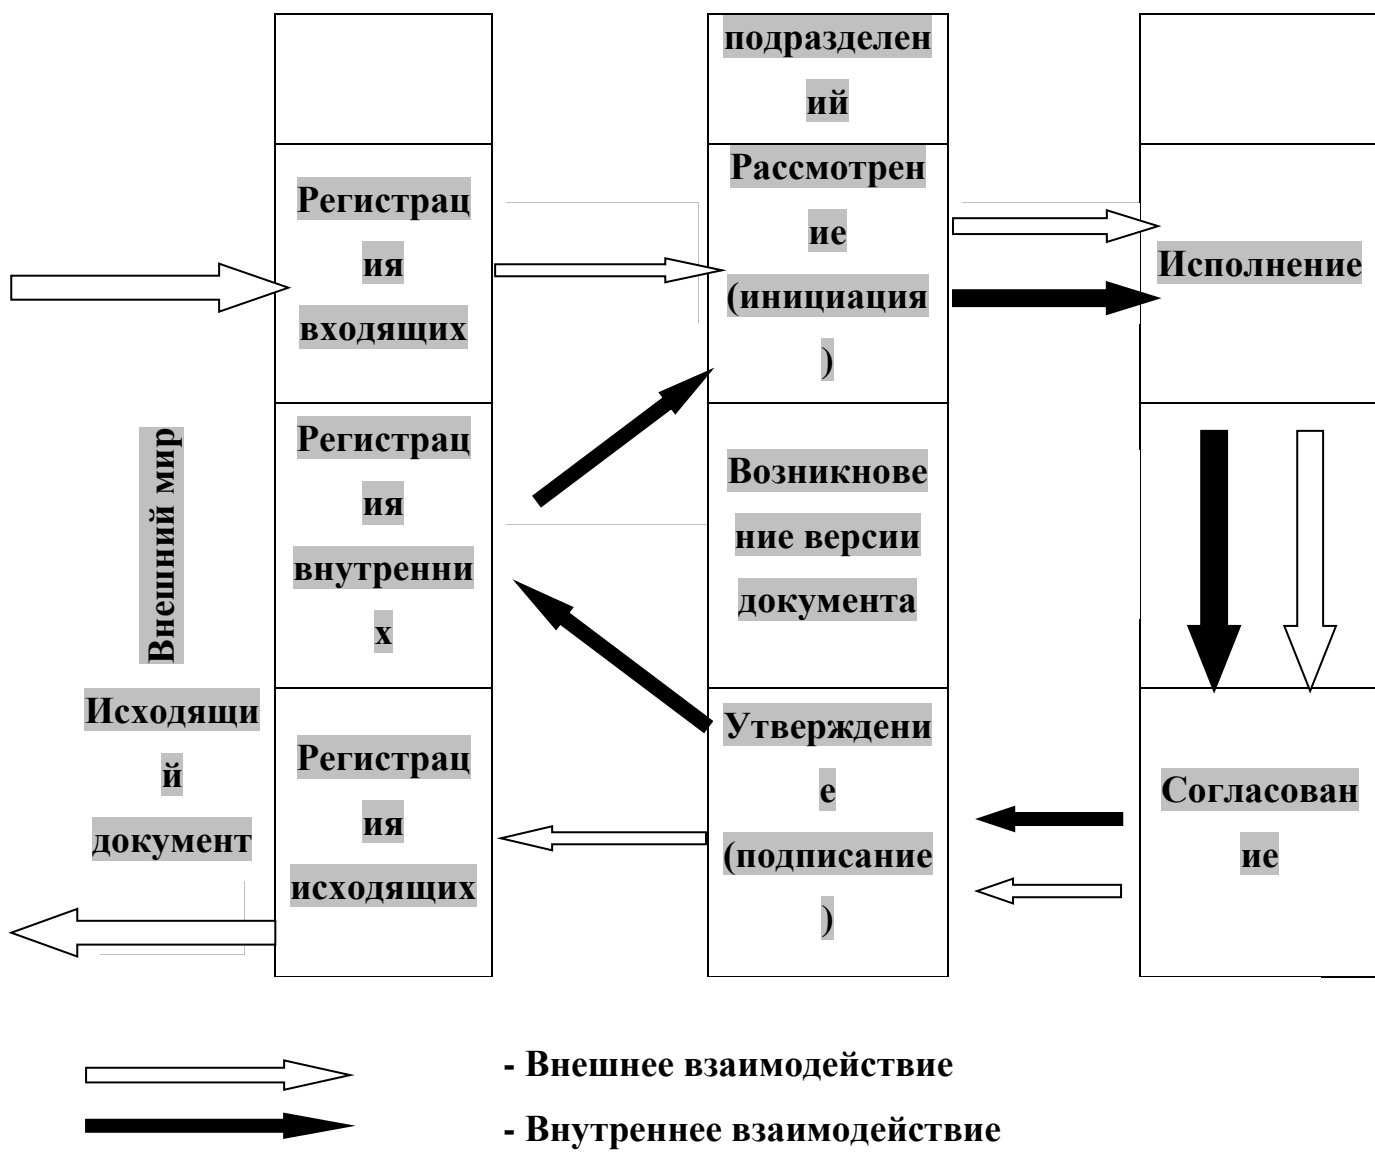 подразделен
ий
Регистрац
ия
входящих
Рассмотрен
ие
(инициация
)
Исполнение
Внешний мир
Регистрац
ия
внутренни
х
Возникнове
ние версии
документа
Исходящи
й
документ
Регистрац
ия
исходящих
Утверждени
е
(подписание
)
Согласован
ие
- Внешнее взаимодействие
- Внутреннее взаимодействие